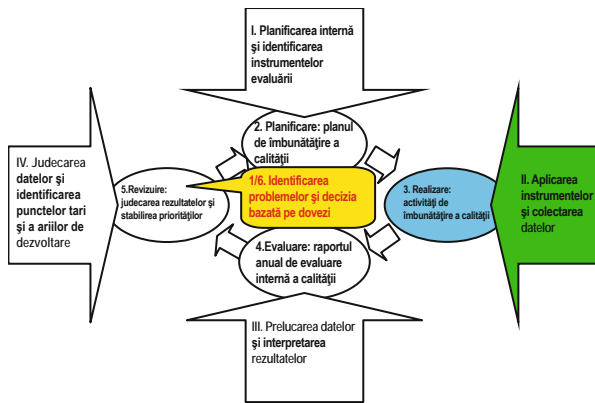 I. Planificarea internă
şi identificarea
instrumentelor
evaluării
2. Planificare: planul
de îmbunătăţire a
calităţii
IV. Judecarea
datelor şi
identificarea
punctelor tari
şi a ariilor de
dezvoltare
5.Revizuire:
judecarea rezultatelor şi
stabilirea priorităţilor
1/6. Identificarea
problemelor şi decizia
bazată pe dovezi
3. Realizare:
activităţi de
îmbunătăţire a calităţii
II. Aplicarea
instrumentelor
şi colectarea
datelor
4.Evaluare: raportul
anual de evaluare
internă a calităţii
III. Prelucarea datelor
şi interpretarea
rezultatelor